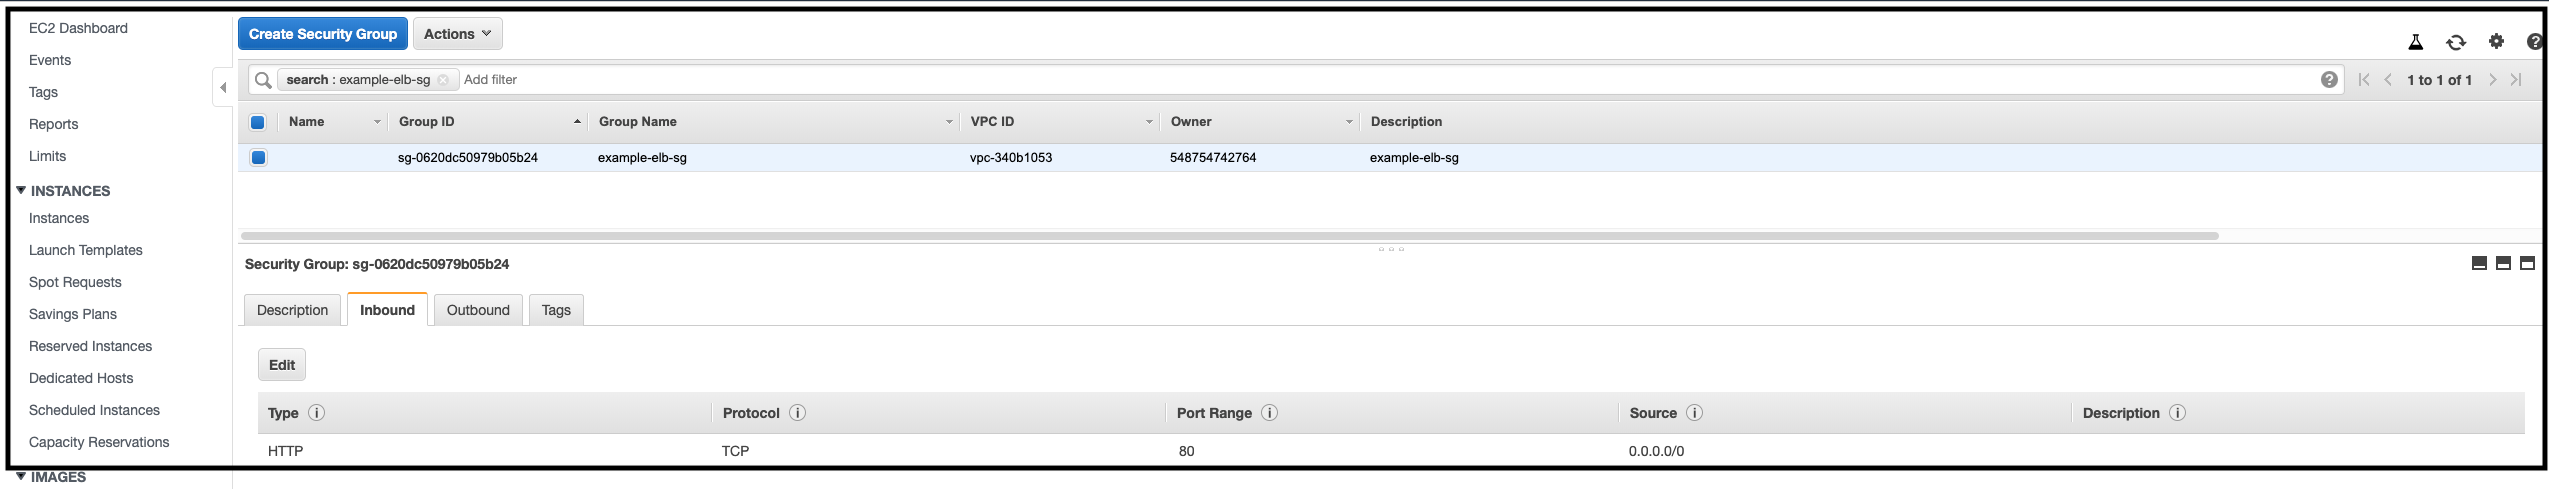 EC2 Dashboard
Events
Tags
Reports
Limits
INSTANCES
Instances
Launch Templates
Spot Requests
Savings Plans
Reserved Instances
Dedicated Hosts
Scheduled Instances
Capacity Reservations
IMAGES
Create Security Group Actions
search : example-elb-sg Add filter ? 1 to 1 of 1
Name Group ID Group Name VPC ID Owner Description
sg-0620dc50979b05b24 example-elb-sg vpc-340b1053 548754742764 example-elb-sg
Security Group: sg-0620dc50979b05b24
Description Inbound Outbound Tags
Edit
Type i Protocol i Port Range i Source i Description i
HTTP TCP 80 0.0.0.0/0